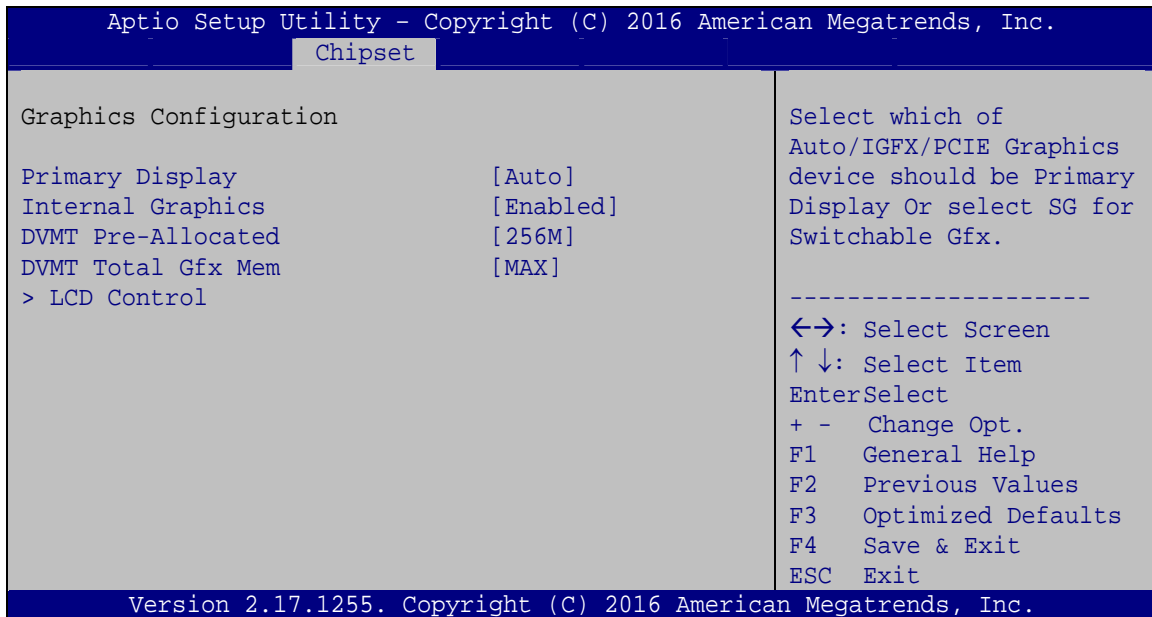 Aptio Setup Utility – Copyright (C) 2016 American Megatrends, Inc.
Chipset
Graphics Configuration
Primary Display [Auto]
Internal Graphics [Enabled]
DVMT Pre-Allocated [256M]
DVMT Total Gfx Mem [MAX]
> LCD Control
Select which of
Auto/IGFX/PCIE Graphics
device should be Primary
Display Or select SG for
Switchable Gfx.
---------------------
←→: Select Screen
↑ ↓: Select Item
EnterSelect
+ - Change Opt.
F1 General Help
F2 Previous Values
F3 Optimized Defaults
F4 Save & Exit
ESC Exit
Version 2.17.1255. Copyright (C) 2016 American Megatrends, Inc.